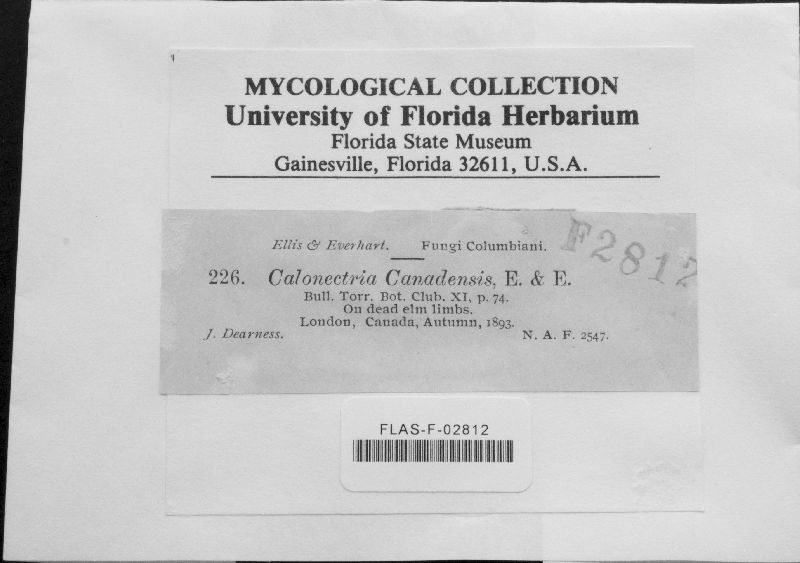 MYCOLOGICAL COLLECTION
University of Florida Herbarium
Florida State Museum
Gainesville, Florida 32611, U.S.A.
Ellis & Everhart. Fungi Columbiani.
F2812
226. Calonectria Canadensis, E. & E.
Bull. Torr. Bot. Club. XI, p. 74.
On dead elm limbs.
London, Canada, Autumn, 1893.
J. Dearness. N. A. F. 2547.
FLAS-F-02812